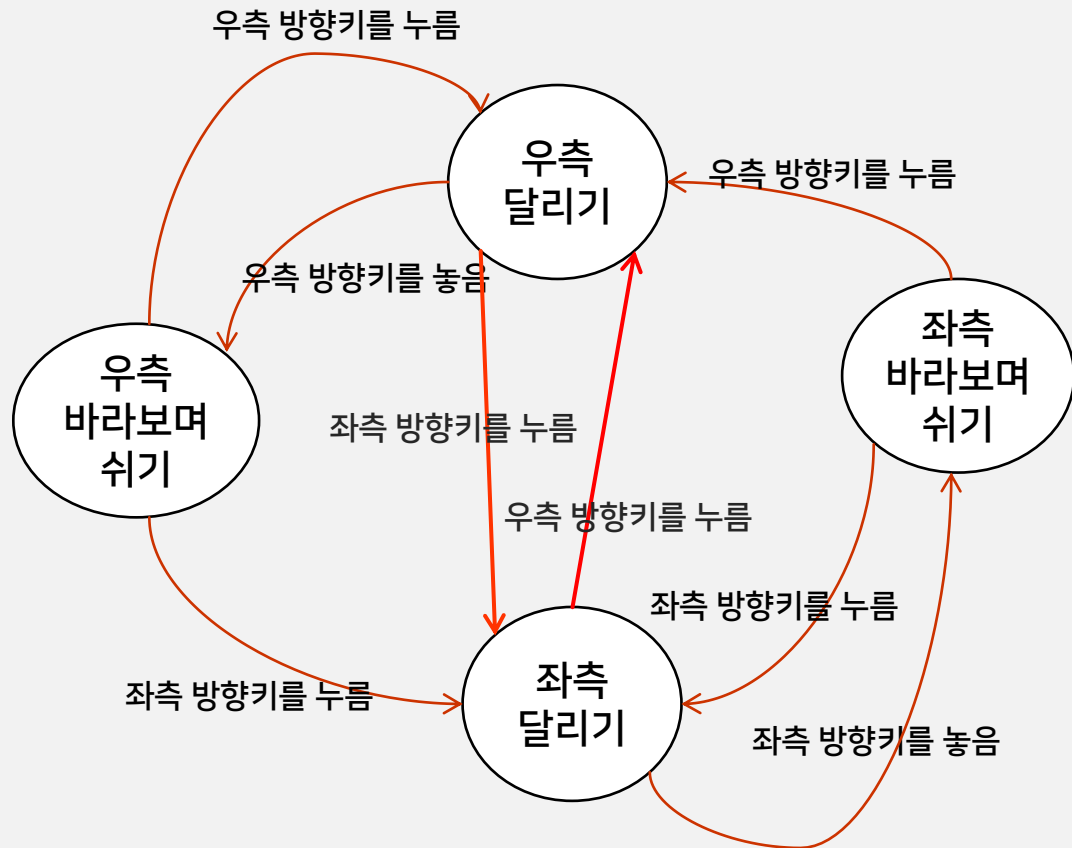 우측 방향키를 누름
우측
달리기
우측 방향키를 누름
우측 방향키를 놓음
좌측
바라보며
쉬기
우측
바라보며
쉬기
좌측 방향키를 누름
우측 방향키를 누름
좌측 방향키를 누름
좌측 방향키를 누름
좌측
달리기
좌측 방향키를 놓음